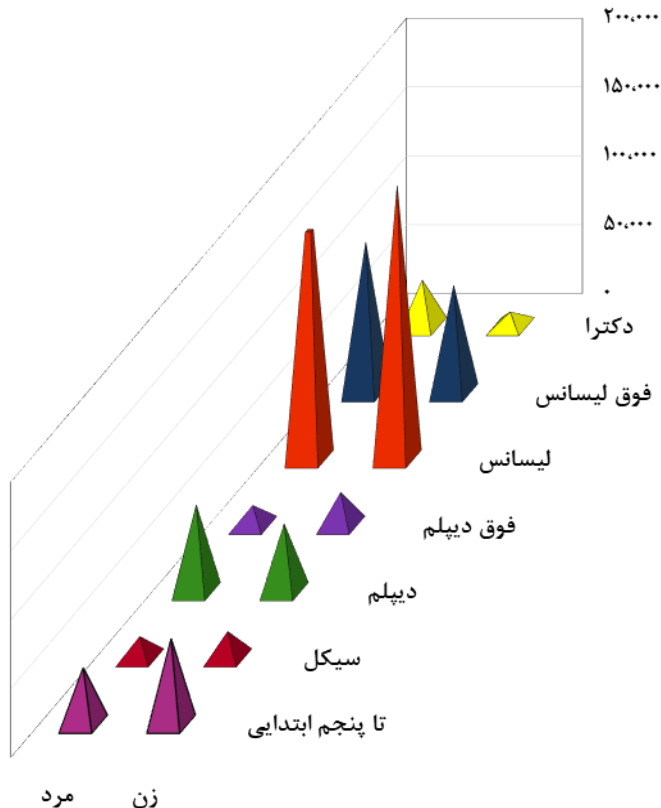 ۲۰۰,۰۰۰
۱۵۰,۰۰۰
۱۰۰,۰۰۰
۵۰,۰۰۰
۰
دکترا
فوق لیسانس
لیسانس
فوق دیپلم
دیپلم
سیکل
تا پنجم ابتدایی
زن
مرد